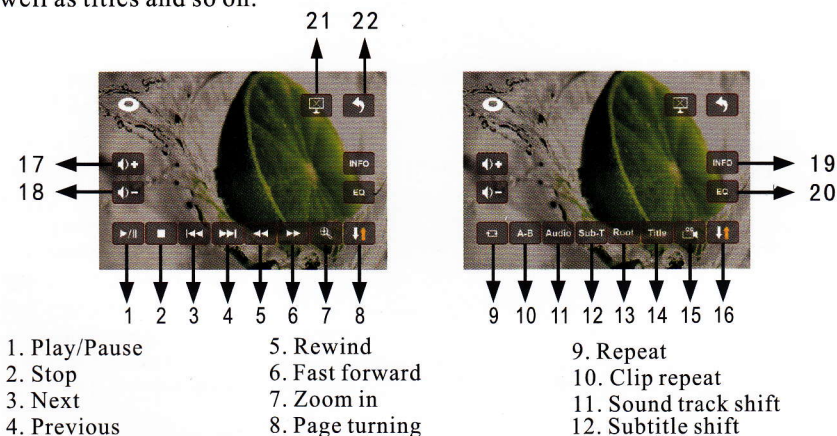 well as titles and so on.
21 22
17
18
INFO
EQ
1 2 3 4 5 6 7 8
INFO
EQ
19
20
A-B Audio Sub-T Root Title
9 10 11 12 13 14 15 16
1. Play/Pause
2. Stop
3. Next
4. Previous
5. Rewind
6. Fast forward
7. Zoom in
8. Page turning
9. Repeat
10. Clip repeat
11. Sound track shift
12. Subtitle shift